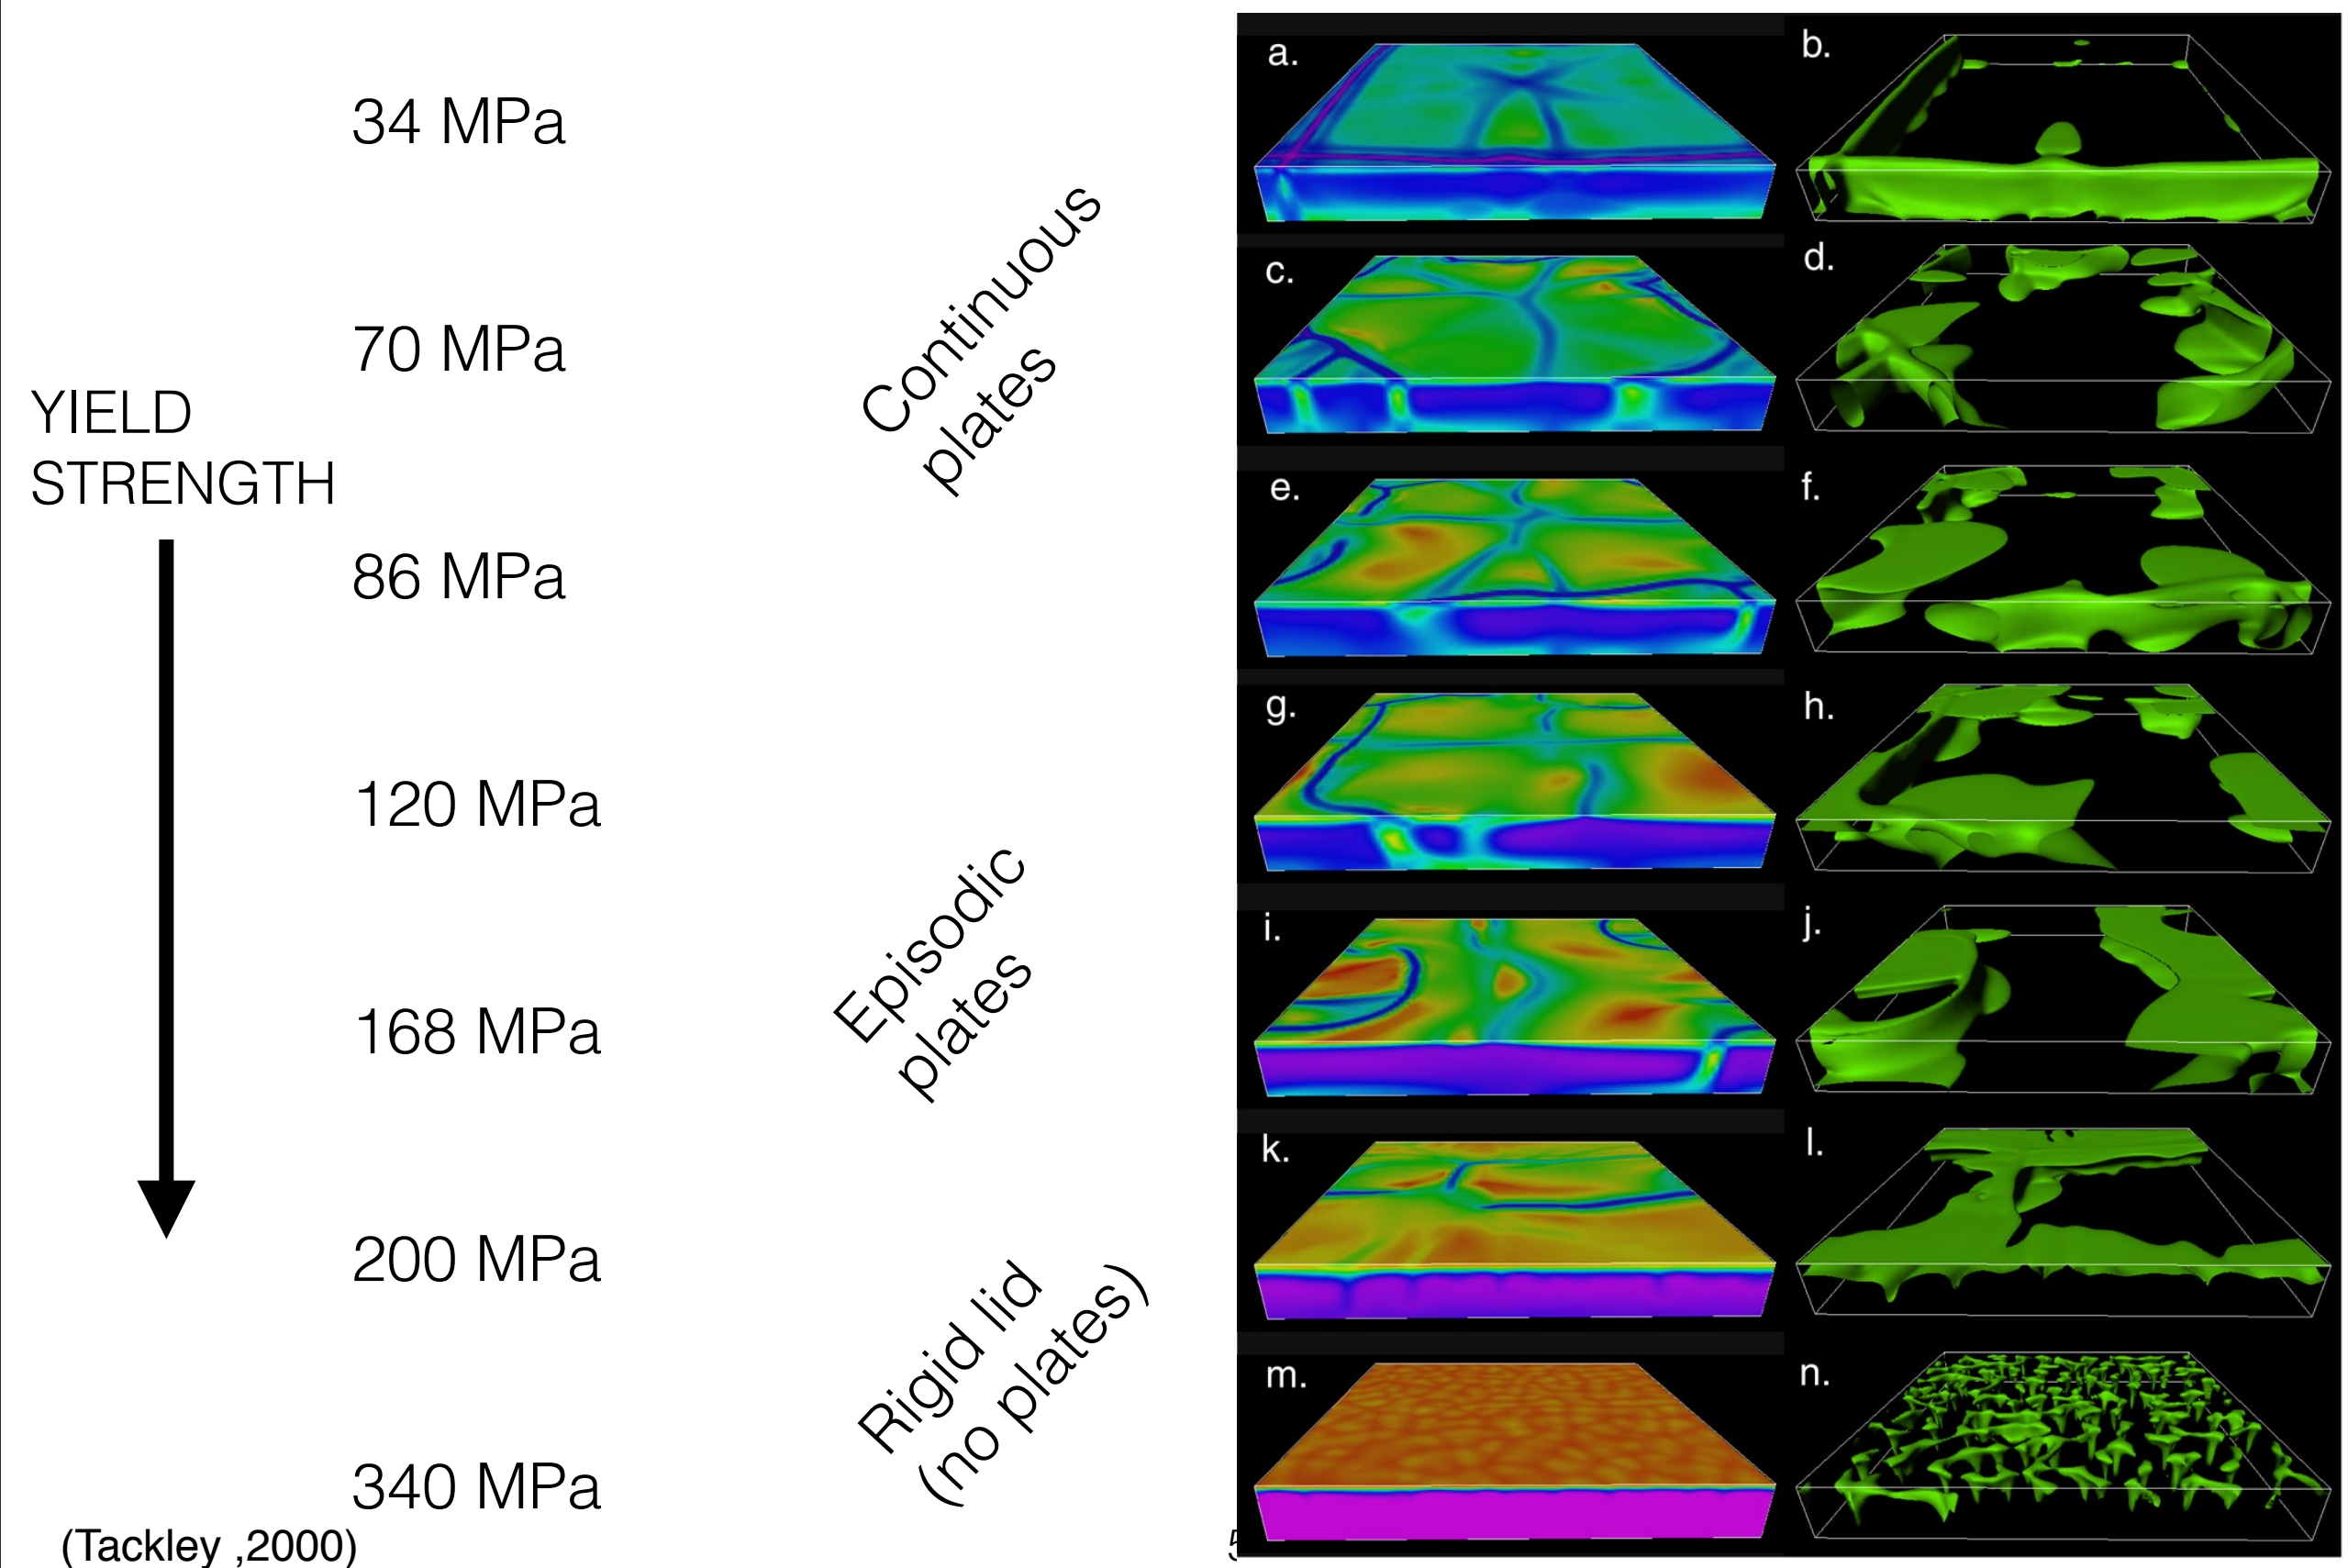 34 MPa
70 MPa
YIELD
STRENGTH
86 MPa
120 MPa
168 MPa
200 MPa
340 MPa
(Tackley ,2000)
Continuous
plates
Episodic
plates
Rigid lid
(no plates)
5
a.
b.
c.
d.
e.
f.
g.
h.
i.
j.
k.
l.
m.
n.